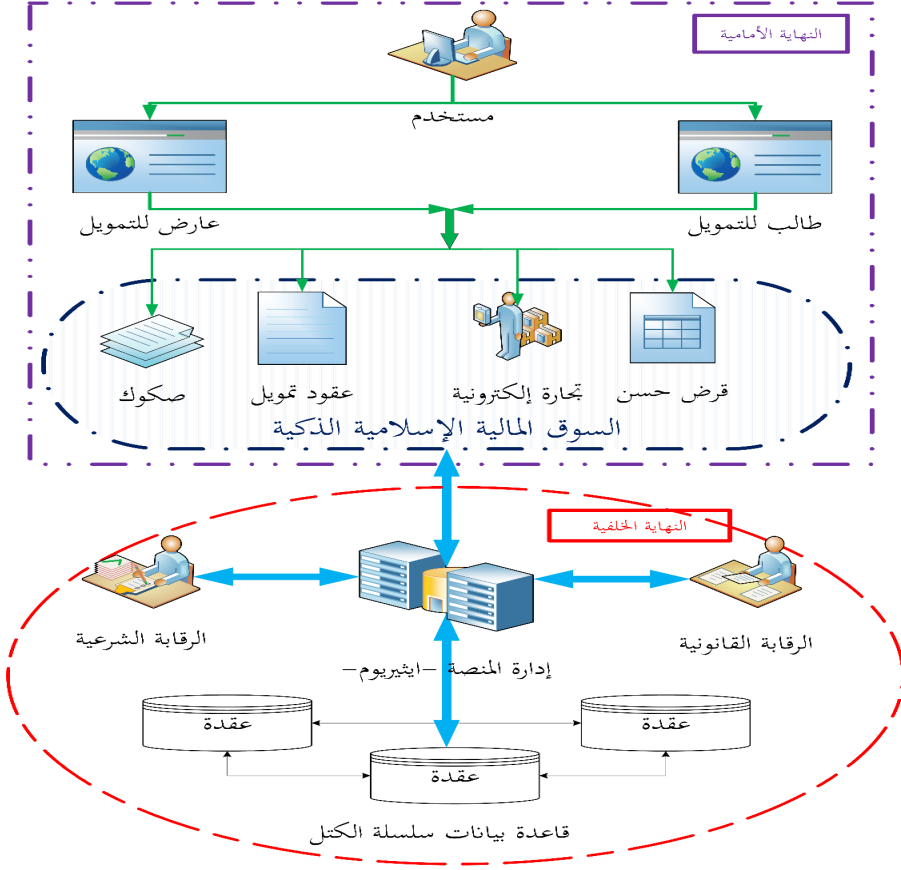 النهاية الأمامية
مستخدم
طالب للتمويل
عارض للتمويل
قرض حسن
تجارة إلكترونية
عقود تمويل
صكوك
السوق المالية الإسلامية الذكية
النهاية الخلفية
الرقابة القانونية
الرقابة الشرعية
إدارة المنصة –ايثيريوم–
عقدة
عقدة
عقدة
قاعدة بيانات سلسلة الكتل